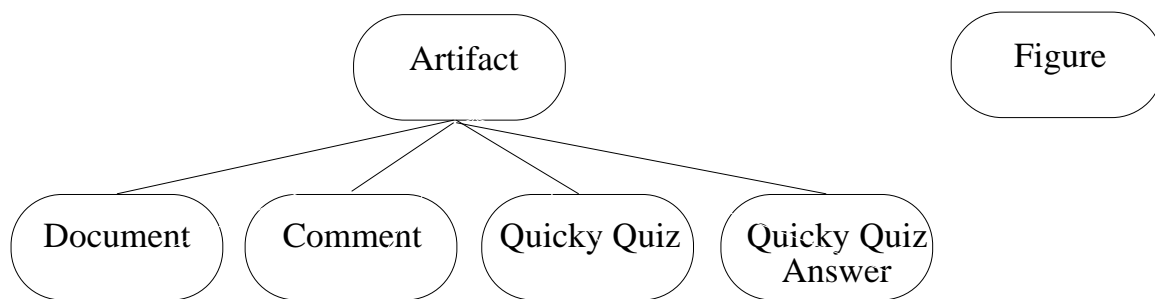 Artifact
Figure
Document
Comment
Quicky Quiz
Quicky Quiz
Answer